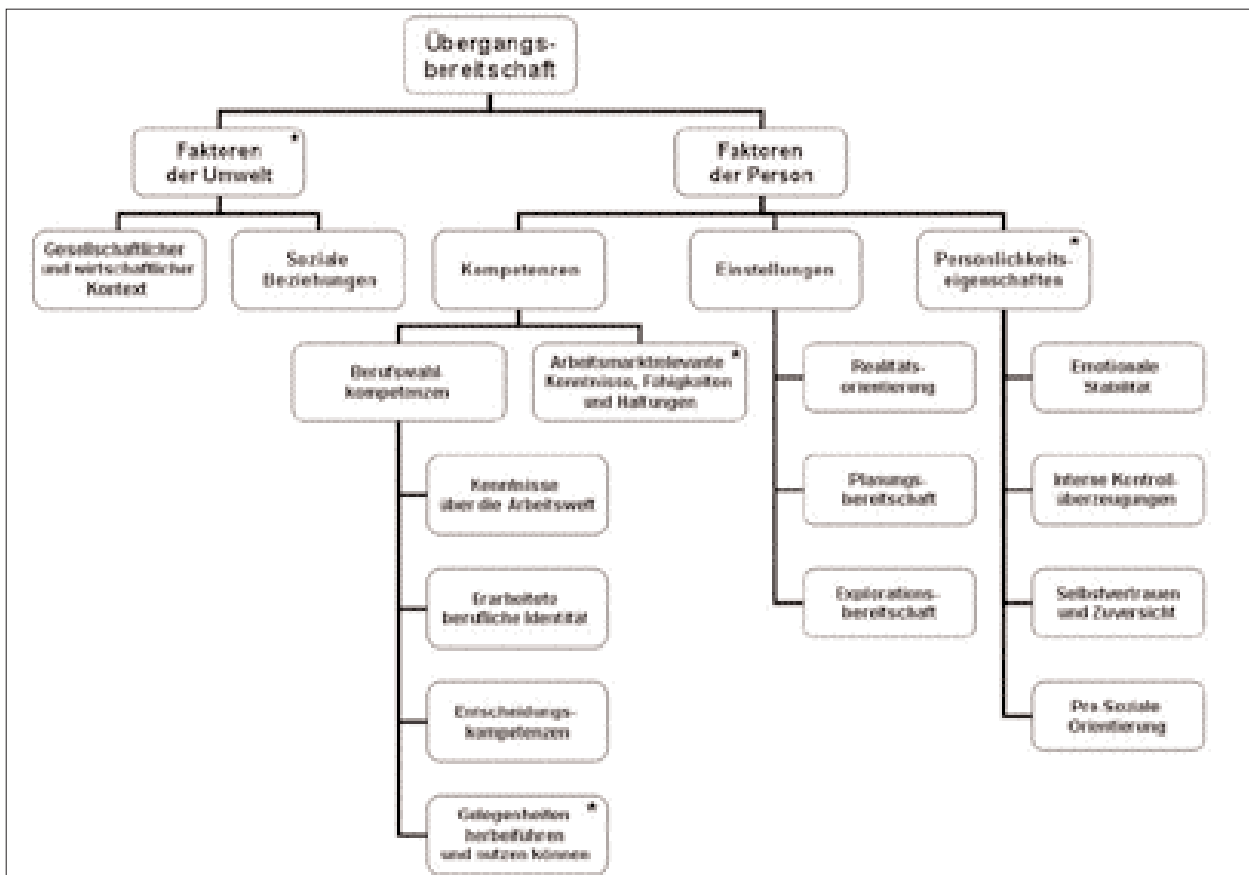 Übergangs-
bereitschaft
Faktoren *
der Umwelt
Faktoren
der Person
Gesellschaftlicher
und wirtschaftlicher
Kontext
Soziale
Beziehungen
Kompetenzen
Einstellungen
Persönlichkeits- *
eigenschaften
Berufswahl-
kompetenzen
Arbeitsmarktrelevante *
Kenntnisse, Fähigkeiten
und Haltungen
Realitäts-
orientierung
Emotionale
Stabilität
Kenntnisse
über die Arbeitswelt
Planungs-
bereitschaft
Interne Kontroll-
überzeugungen
Erarbeitete
berufliche Identität
Explorations-
bereitschaft
Selbstvertrauen
und Zuversicht
Entscheidungs-
kompetenzen
Pro Soziale
Orientierung
Gelegenheiten *
herbeiführen
und nutzen können